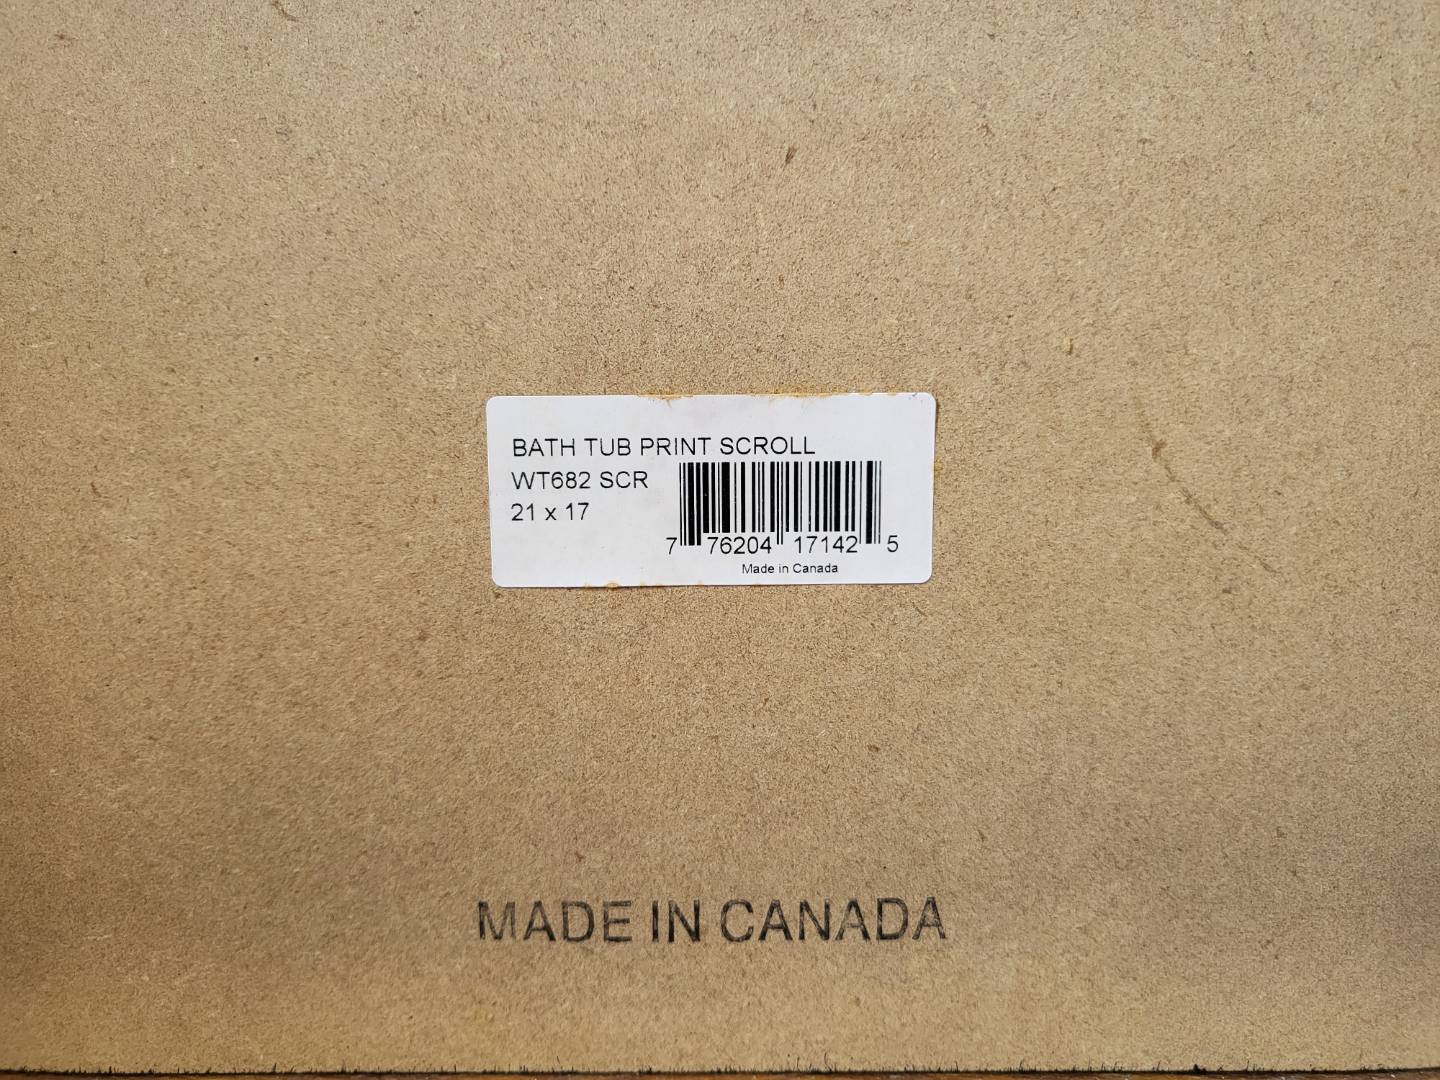 BATH TUB PRINT SCROLL
WT682 SCR
21 x 17
7 76204 17142 5
Made in Canada
MADE IN CANADA